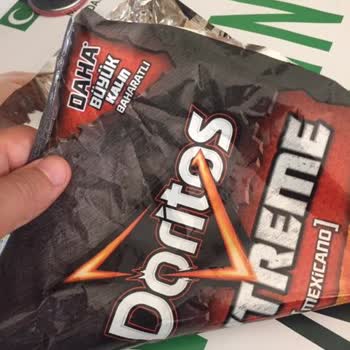 DAHA
BÜYÜK
KALIN
BAHARATLI
Doritos
XTREME
MEXICANO]